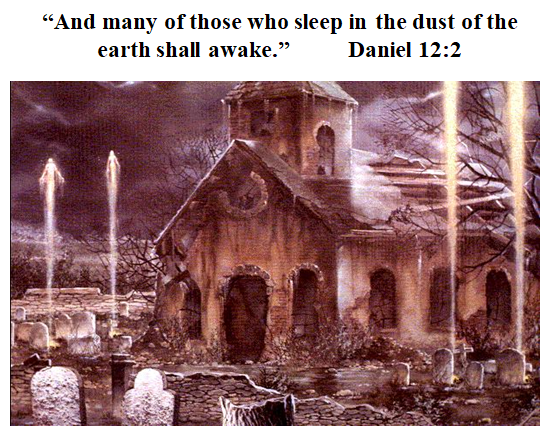 “And many of those who sleep in the dust of the
earth shall awake.” Daniel 12:2